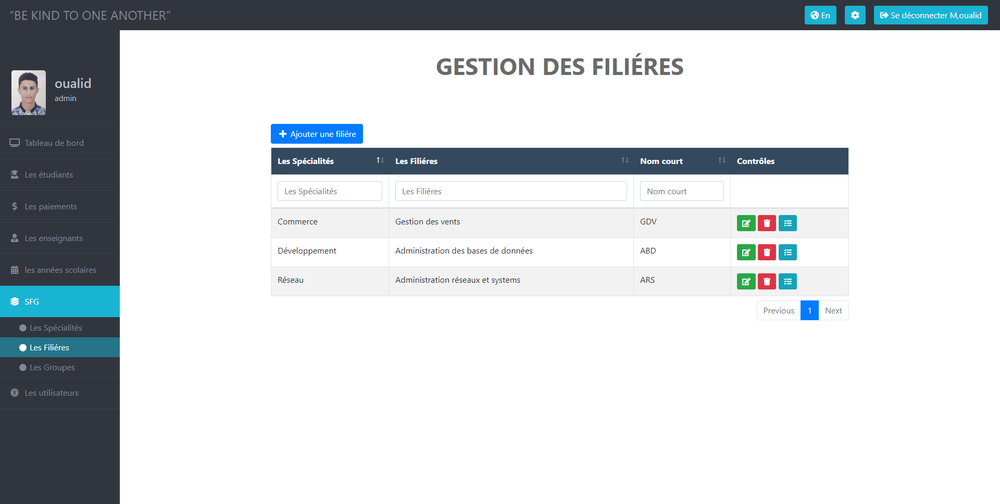 “BE KIND TO ONE ANOTHER”
En
Se déconnecter M,oualid
oualid
admin
Tableau de bord
Les étudiants
Les paiements
Les enseignants
les années scolaires
SFG
Les Spécialités
Les Filiéres
Les Groupes
Les utilisateurs
GESTION DES FILIÉRES
Ajouter une filiére
Les Spécialités Les Filiéres Nom court Contrôles
Les Spécialités Les Filiéres Nom court
Commerce Gestion des vents GDV
Développement Administration des bases de données ABD
Réseau Administration réseaux et systems ARS
Previous 1 Next